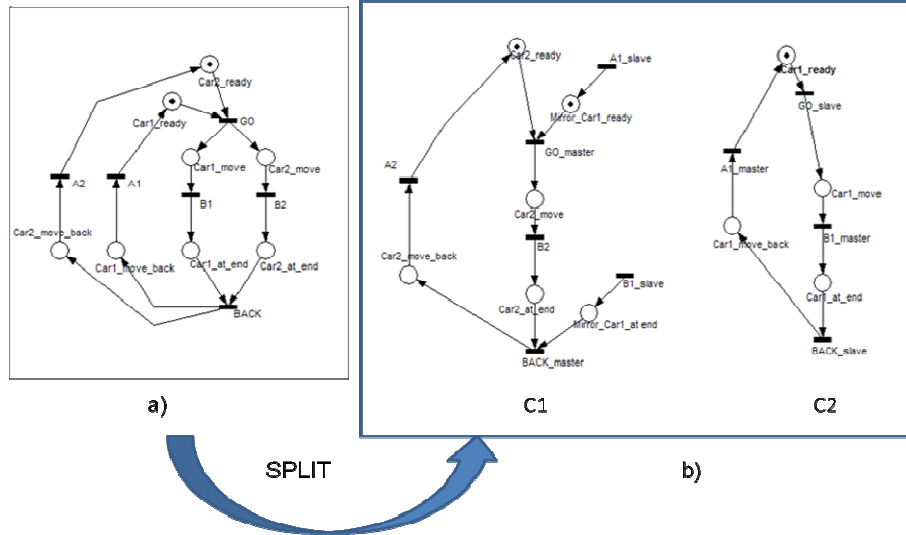 Car2_ready
Car1_ready
GO
Car1_move
Car2_move
A2
A1
B1
B2
Car2_move_back
Car1_move_back
Car1_at_end
Car2_at_end
BACK
a)
SPLIT
Car2_ready
A1_slave
Mirror_Car1_ready
GO_master
A2
Car2_move
B2
Car2_move_back
B1_slave
Car2_at_end
Mirror_Car1_at end
BACK_master
C1
Car1_ready
GO_slave
A1_master
Car1_move
Car1_move_back
B1_master
Car1_at_end
BACK_slave
C2
b)